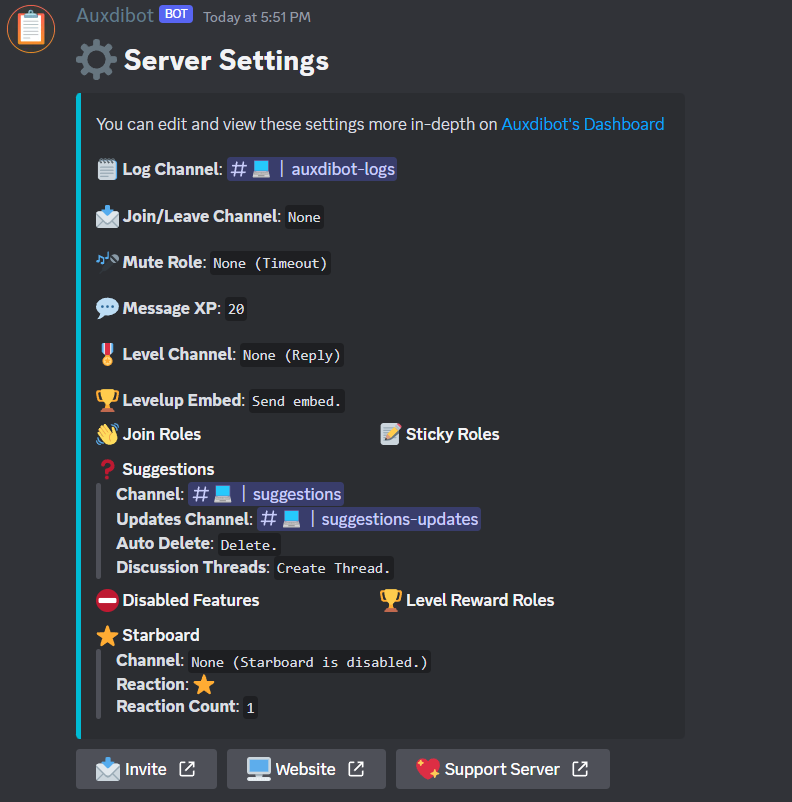 Auxdibot BOT Today at 5:51 PM
Server Settings
You can edit and view these settings more in-depth on Auxdibot's Dashboard
Log Channel: # 💻 | auxdibot-logs
Join/Leave Channel: None
Mute Role: None (Timeout)
Message XP: 20
Level Channel: None (Reply)
Levelup Embed: Send embed.
Join Roles Sticky Roles
Suggestions
Channel: # 💻 | suggestions
Updates Channel: # 💻 | suggestions-updates
Auto Delete: Delete.
Discussion Threads: Create Thread.
Disabled Features Level Reward Roles
Starboard
Channel: None (Starboard is disabled.)
Reaction: ⭐
Reaction Count: 1
Invite Website Support Server